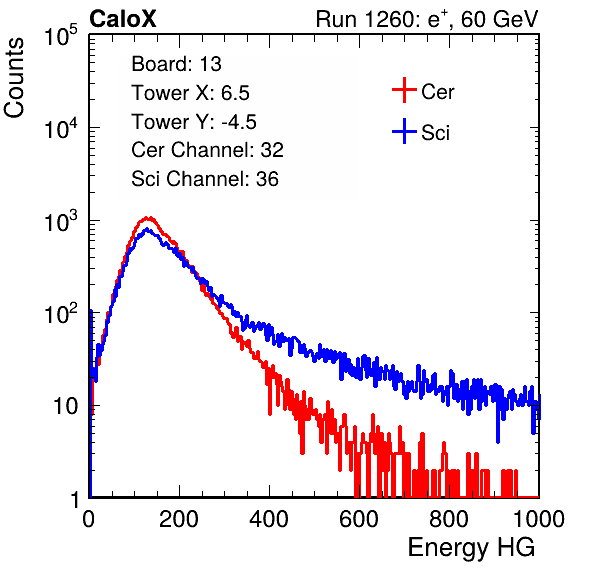 CaloX Run 1260: e+, 60 GeV
Counts
Board: 13
Tower X: 6.5
Tower Y: -4.5
Cer Channel: 32
Sci Channel: 36
Cer
Sci
10^5
10^4
10^3
10^2
10
1
0 200 400 600 800 1000
Energy HG